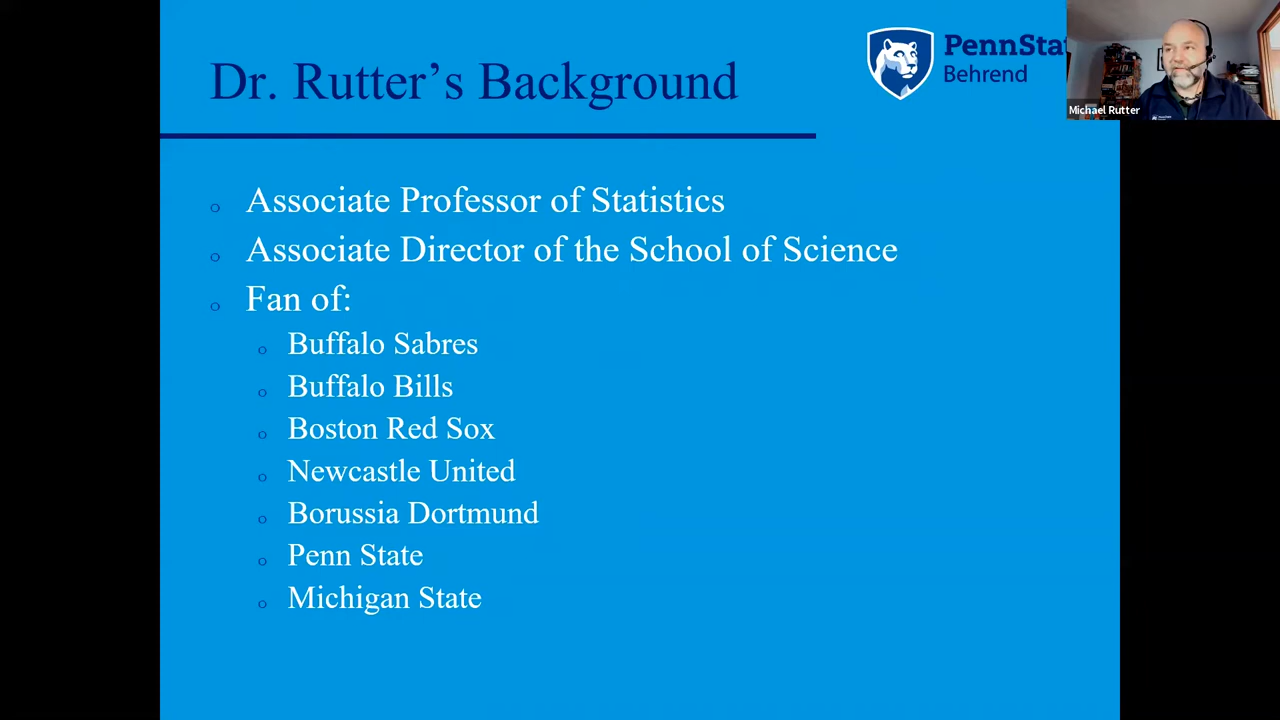 Dr. Rutter's Background
PennStat
Behrend
Michael Rutter
Associate Professor of Statistics
Associate Director of the School of Science
Fan of:
Buffalo Sabres
Buffalo Bills
Boston Red Sox
Newcastle United
Borussia Dortmund
Penn State
Michigan State